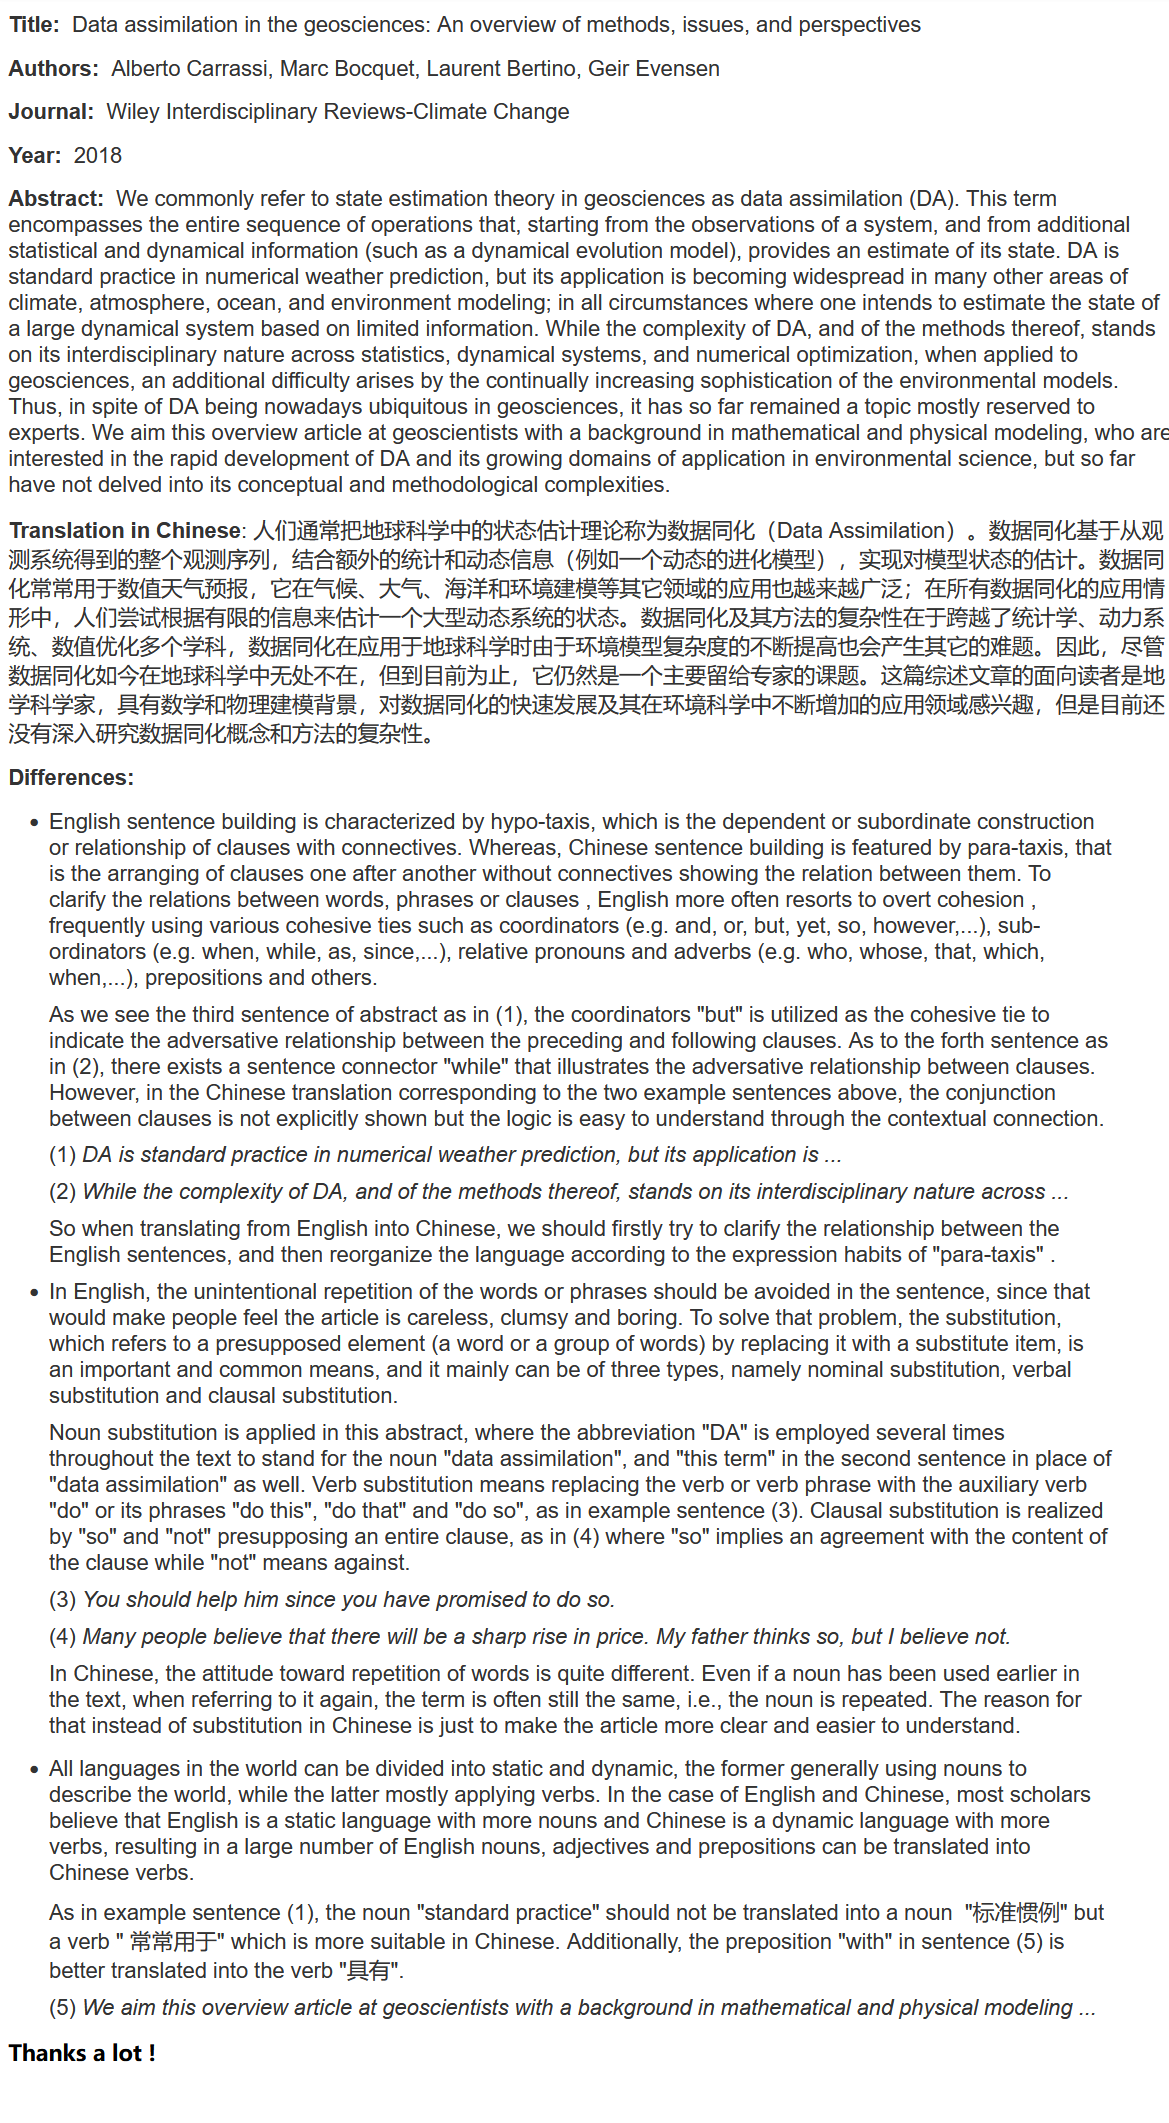 Title: Data assimilation in the geosciences: An overview of methods, issues, and perspectives
Authors: Alberto Carrassi, Marc Bocquet, Laurent Bertino, Geir Evensen
Journal: Wiley Interdisciplinary Reviews-Climate Change
Year: 2018
Abstract: We commonly refer to state estimation theory in geosciences as data assimilation (DA). This term
encompasses the entire sequence of operations that, starting from the observations of a system, and from additional
statistical and dynamical information (such as a dynamical evolution model), provides an estimate of its state. DA is
standard practice in numerical weather prediction, but its application is becoming widespread in many other areas of
climate, atmosphere, ocean, and environment modeling; in all circumstances where one intends to estimate the state of
a large dynamical system based on limited information. While the complexity of DA, and of the methods thereof, stands
on its interdisciplinary nature across statistics, dynamical systems, and numerical optimization, when applied to
geosciences, an additional difficulty arises by the continually increasing sophistication of the environmental models.
Thus, in spite of DA being nowadays ubiquitous in geosciences, it has so far remained a topic mostly reserved to
experts. We aim this overview article at geoscientists with a background in mathematical and physical modeling, who are
interested in the rapid development of DA and its growing domains of application in environmental science, but so far
have not delved into its conceptual and methodological complexities.
Translation in Chinese: 人们通常把地球科学中的状态估计理论称为数据同化（Data Assimilation）。数据同化基于从观
测系统得到的整个观测序列，结合额外的统计和动态信息（例如一个动态的进化模型），实现对模型状态的估计。数据同
化常常用于数值天气预报，它在气候、大气、海洋和环境建模等其它领域的应用也越来越广泛；在所有数据同化的应用情
形中，人们尝试根据有限的信息来估计一个大型动态系统的状态。数据同化及其方法的复杂性在于跨越了统计学、动力系
统、数值优化多个学科，数据同化在应用于地球科学时由于环境模型复杂度的不断提高也会产生其它的难题。因此，尽管
数据同化如今在地球科学中无处不在，但到目前为止，它仍然是一个主要留给专家的课题。这篇综述文章的面向读者是地
学科学家，具有数学和物理建模背景，对数据同化的快速发展及其在环境科学中不断增加的应用领域感兴趣，但是目前还
没有深入研究数据同化概念和方法的复杂性。
Differences:
• English sentence building is characterized by hypo-taxis, which is the dependent or subordinate construction
or relationship of clauses with connectives. Whereas, Chinese sentence building is featured by para-taxis, that
is the arranging of clauses one after another without connectives showing the relation between them. To
clarify the relations between words, phrases or clauses , English more often resorts to overt cohesion ,
frequently using various cohesive ties such as coordinators (e.g. and, or, but, yet, so, however,...), sub-
ordinators (e.g. when, while, as, since,...), relative pronouns and adverbs (e.g. who, whose, that, which,
when,...), prepositions and others.
As we see the third sentence of abstract as in (1), the coordinators "but" is utilized as the cohesive tie to
indicate the adversative relationship between the preceding and following clauses. As to the forth sentence as
in (2), there exists a sentence connector "while" that illustrates the adversative relationship between clauses.
However, in the Chinese translation corresponding to the two example sentences above, the conjunction
between clauses is not explicitly shown but the logic is easy to understand through the contextual connection.
(1) DA is standard practice in numerical weather prediction, but its application is ...
(2) While the complexity of DA, and of the methods thereof, stands on its interdisciplinary nature across ...
So when translating from English into Chinese, we should firstly try to clarify the relationship between the
English sentences, and then reorganize the language according to the expression habits of "para-taxis" .
• In English, the unintentional repetition of the words or phrases should be avoided in the sentence, since that
would make people feel the article is careless, clumsy and boring. To solve that problem, the substitution,
which refers to a presupposed element (a word or a group of words) by replacing it with a substitute item, is
an important and common means, and it mainly can be of three types, namely nominal substitution, verbal
substitution and clausal substitution.
Noun substitution is applied in this abstract, where the abbreviation "DA" is employed several times
throughout the text to stand for the noun "data assimilation", and "this term" in the second sentence in place of
"data assimilation" as well. Verb substitution means replacing the verb or verb phrase with the auxiliary verb
"do" or its phrases "do this", "do that" and "do so", as in example sentence (3). Clausal substitution is realized
by "so" and "not" presupposing an entire clause, as in (4) where "so" implies an agreement with the content of
the clause while "not" means against.
(3) You should help him since you have promised to do so.
(4) Many people believe that there will be a sharp rise in price. My father thinks so, but I believe not.
In Chinese, the attitude toward repetition of words is quite different. Even if a noun has been used earlier in
the text, when referring to it again, the term is often still the same, i.e., the noun is repeated. The reason for
that instead of substitution in Chinese is just to make the article more clear and easier to understand.
• All languages in the world can be divided into static and dynamic, the former generally using nouns to
describe the world, while the latter mostly applying verbs. In the case of English and Chinese, most scholars
believe that English is a static language with more nouns and Chinese is a dynamic language with more
verbs, resulting in a large number of English nouns, adjectives and prepositions can be translated into
Chinese verbs.
As in example sentence (1), the noun "standard practice" should not be translated into a noun "标准惯例" but
a verb " 常常用于" which is more suitable in Chinese. Additionally, the preposition "with" in sentence (5) is
better translated into the verb "具有".
(5) We aim this overview article at geoscientists with a background in mathematical and physical modeling ...
Thanks a lot !